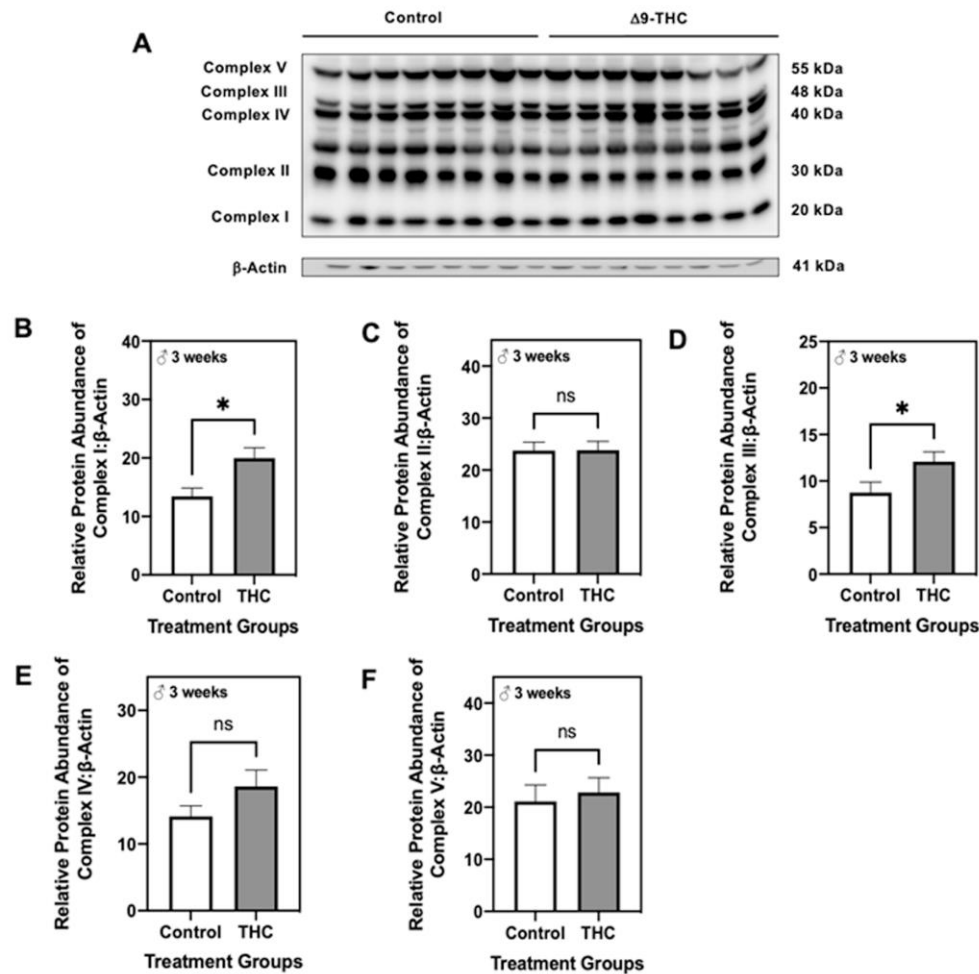 Control Δ9-THC
A
Complex V 55 kDa
Complex III 48 kDa
Complex IV 40 kDa
Complex II 30 kDa
Complex I 20 kDa
β-Actin 41 kDa
B
Relative Protein Abundance of
Complex I:β-Actin
40
30
20
10
0
♂ 3 weeks
*
Control THC
Treatment Groups
C
Relative Protein Abundance of
Complex II:β-Actin
40
30
20
10
0
♂ 3 weeks
ns
Control THC
Treatment Groups
D
Relative Protein Abundance of
Complex III:β-Actin
25
20
15
10
5
0
♂ 3 weeks
*
Control THC
Treatment Groups
E
Relative Protein Abundance of
Complex IV:β-Actin
30
20
10
0
♂ 3 weeks
ns
Control THC
Treatment Groups
F
Relative Protein Abundance of
Complex V:β-Actin
40
30
20
10
0
♂ 3 weeks
ns
Control THC
Treatment Groups